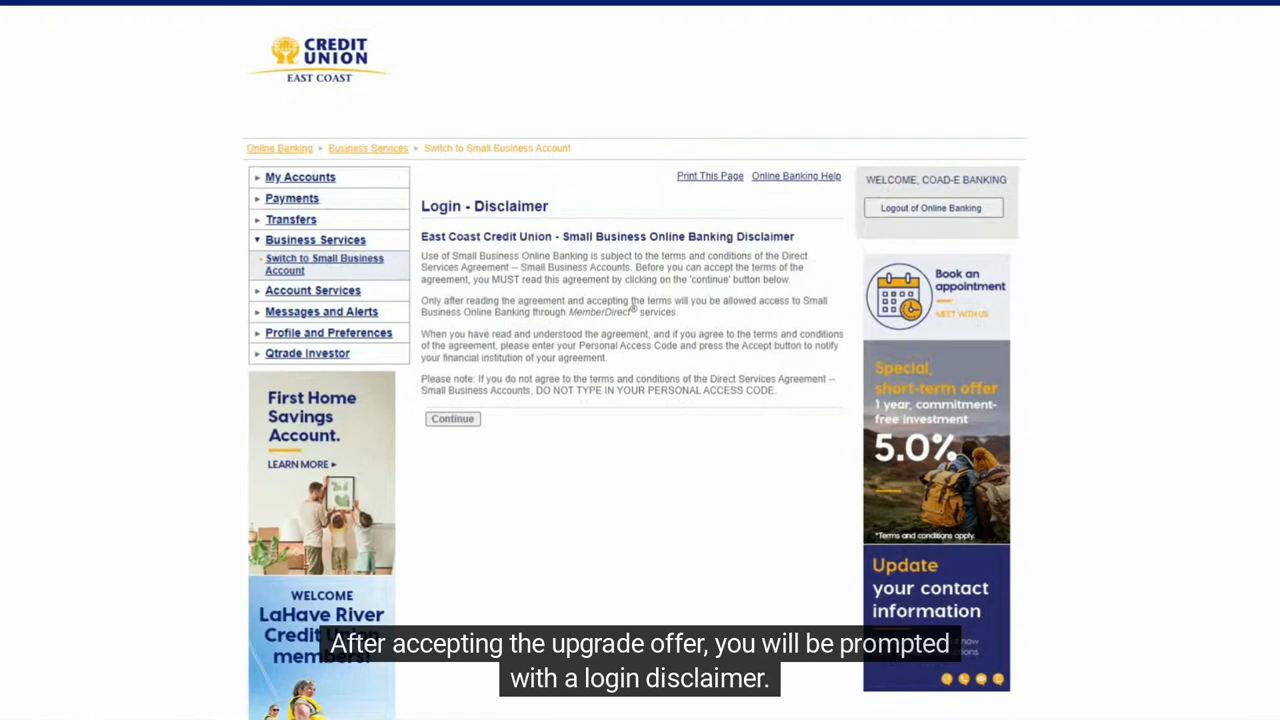 CREDIT
UNION
EAST COAST
Online Banking ▸ Business Services ▸ Switch to Small Business Account
My Accounts
Payments
Transfers
Business Services
Switch to Small Business
Account
Account Services
Messages and Alerts
Profile and Preferences
Qtrade Investor
First Home
Savings
Account.
LEARN MORE ▸
WELCOME
LaHave River
Credit Union
members!
Print This Page Online Banking Help
Login - Disclaimer
East Coast Credit Union - Small Business Online Banking Disclaimer
Use of Small Business Online Banking is subject to the terms and conditions of the Direct
Services Agreement -- Small Business Accounts. Before you can accept the terms of the
agreement, you MUST read this agreement by clicking on the 'continue' button below.
Only after reading the agreement and accepting the terms will you be allowed access to Small
Business Online Banking through MemberDirect® services.
When you have read and understood the agreement, and if you agree to the terms and conditions
of the agreement, please enter your Personal Access Code and press the Accept button to notify
your financial institution of your agreement.
Please note: If you do not agree to the terms and conditions of the Direct Services Agreement --
Small Business Accounts, DO NOT TYPE IN YOUR PERSONAL ACCESS CODE.
Continue
WELCOME, COAD-E BANKING
Logout of Online Banking
Book an
appointment
MEET WITH US
Special,
short-term offer
1 year, commitment-
free investment
5.0%
*Terms and conditions apply.
Update
your contact
information
After accepting the upgrade offer, you will be prompted
with a login disclaimer.